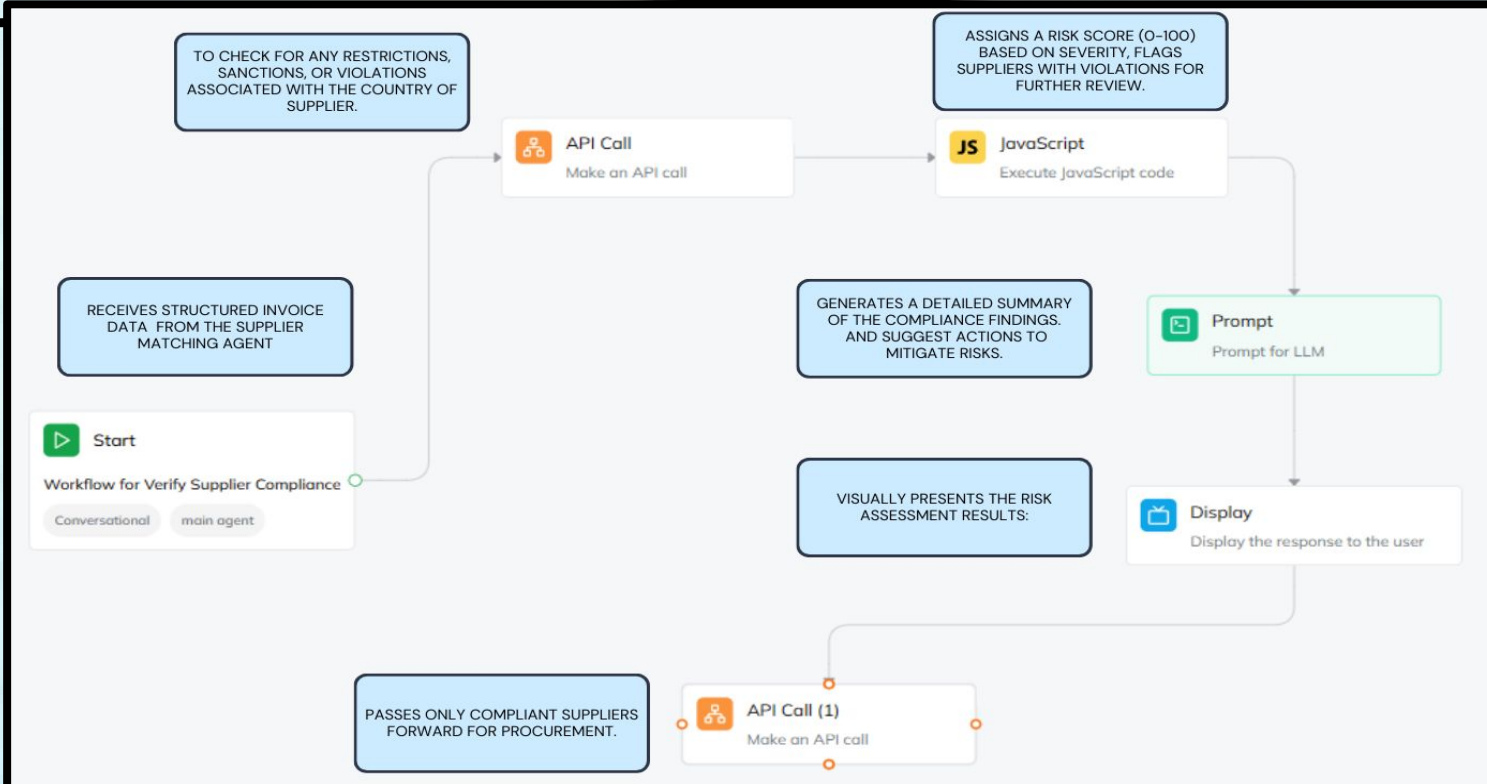 TO CHECK FOR ANY RESTRICTIONS,
SANCTIONS, OR VIOLATIONS
ASSOCIATED WITH THE COUNTRY OF
SUPPLIER.
ASSIGNS A RISK SCORE (0-100)
BASED ON SEVERITY, FLAGS
SUPPLIERS WITH VIOLATIONS FOR
FURTHER REVIEW.
API Call
Make an API call
JS
JavaScript
Execute JavaScript code
RECEIVES STRUCTURED INVOICE
DATA FROM THE SUPPLIER
MATCHING AGENT
GENERATES A DETAILED SUMMARY
OF THE COMPLIANCE FINDINGS.
AND SUGGEST ACTIONS TO
MITIGATE RISKS.
Prompt
Prompt for LLM
Start
Workflow for Verify Supplier Compliance
Conversational
main agent
VISUALLY PRESENTS THE RISK
ASSESSMENT RESULTS:
Display
Display the response to the user
PASSES ONLY COMPLIANT SUPPLIERS
FORWARD FOR PROCUREMENT.
API Call (1)
Make an API call